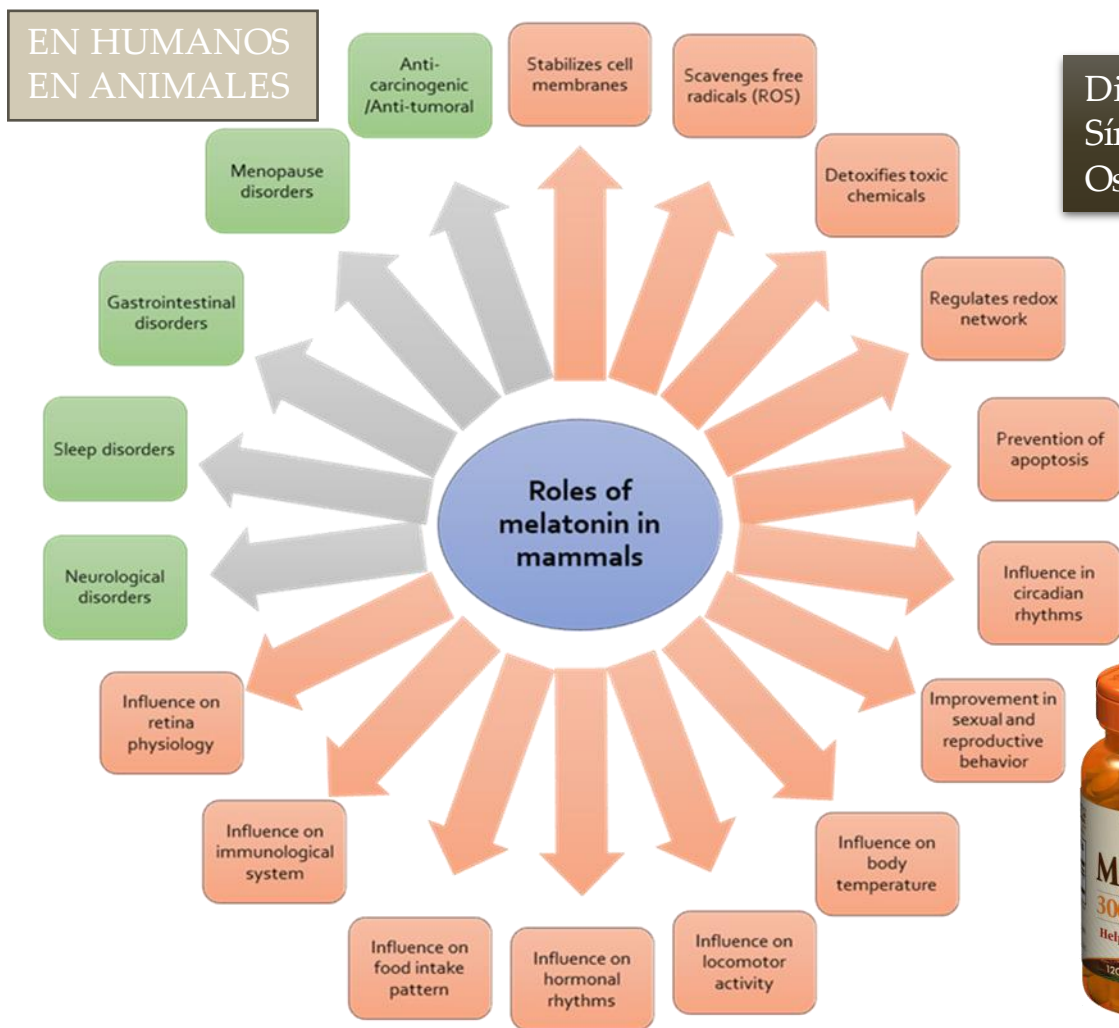 EN HUMANOS
EN ANIMALES
Anti-
carcinogenic
/Anti-tumoral
Stabilizes cell
membranes
Scavenges free
radicals (ROS)
Detoxifies toxic
chemicals
Regulates redox
network
Prevention of
apoptosis
Influence in
circadian
rhythms
Improvement in
sexual and
reproductive
behavior
Influence on
body
temperature
Influence on
locomotor
activity
Influence on
hormonal
rhythms
Influence on
food intake
pattern
Influence on
immunological
system
Influence on
retina
physiology
Neurological
disorders
Sleep disorders
Gastrointestinal
disorders
Menopause
disorders
Roles of
melatonin in
mammals